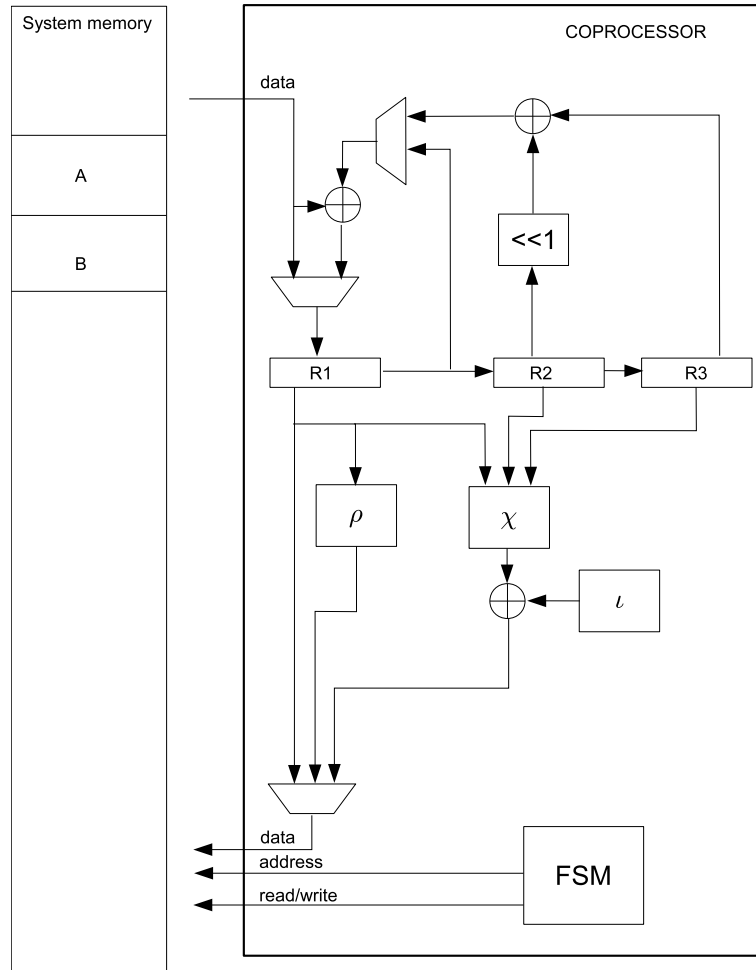 System memory
COPROCESSOR
data
A
<<1
B
R1
R2
R3
ρ
χ
ι
data
address
FSM
read/write